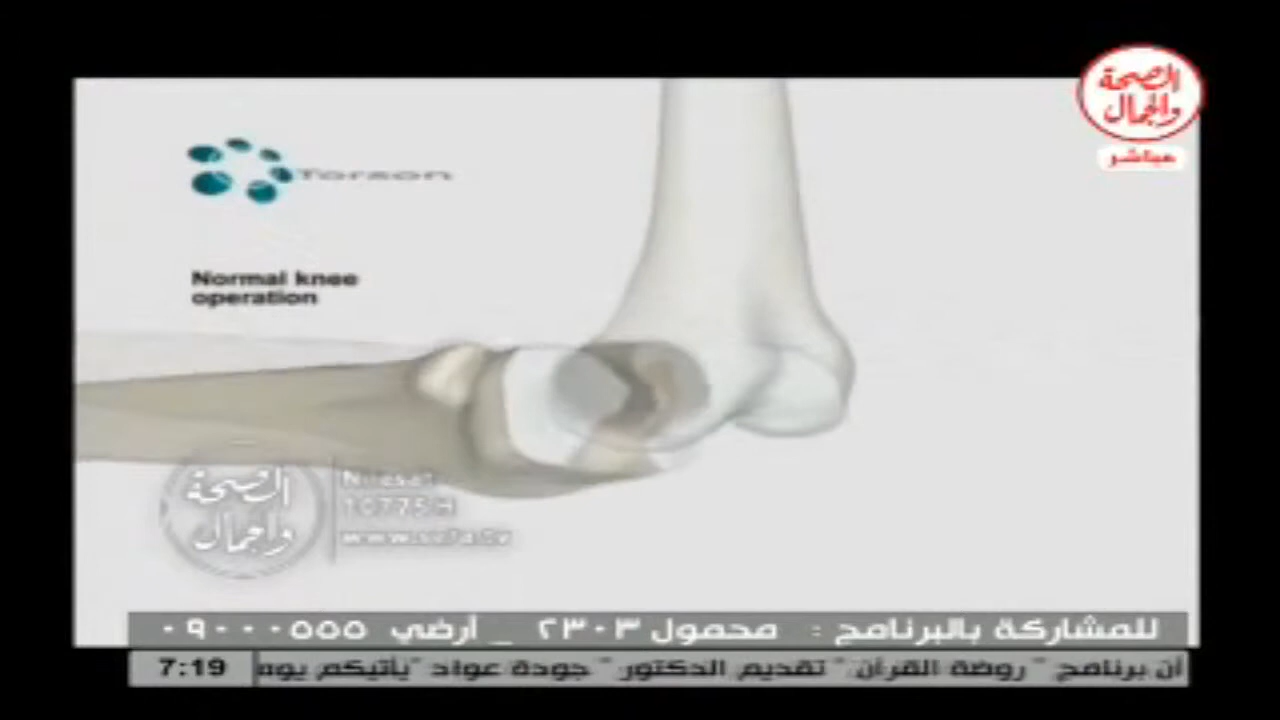 الصحة
والجمال
مباشر
Torson
Normal knee
operation
الصحة
والجمال
Nilesat
10775H
للمشاركة بالبرنامج : محمول ٢٣٠٣ _ أرضي ٠٩٠٠٠٥٥٥
7:19
أن برنامج " روضة القرآن " تقديم الدكتور " جودة عواد "يأتيكم يوم